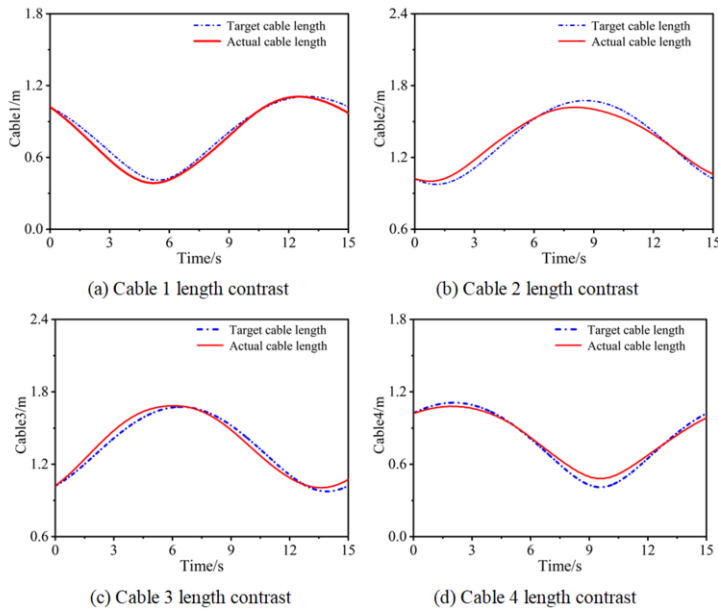 1.8
Target cable length
Actual cable length
1.2
Cable1/m
0.6
0.0
0 3 6 9 12 15
Time/s
(a) Cable 1 length contrast
2.4
Target cable length
Actual cable length
1.8
Cable2/m
1.2
0.6
0 3 6 9 12 15
Time/s
(b) Cable 2 length contrast
2.4
Target cable length
Actual cable length
1.8
Cable3/m
1.2
0.6
0 3 6 9 12 15
Time/s
(c) Cable 3 length contrast
1.8
Target cable length
Actual cable length
1.2
Cable4/m
0.6
0.0
0 3 6 9 12 15
Time/s
(d) Cable 4 length contrast